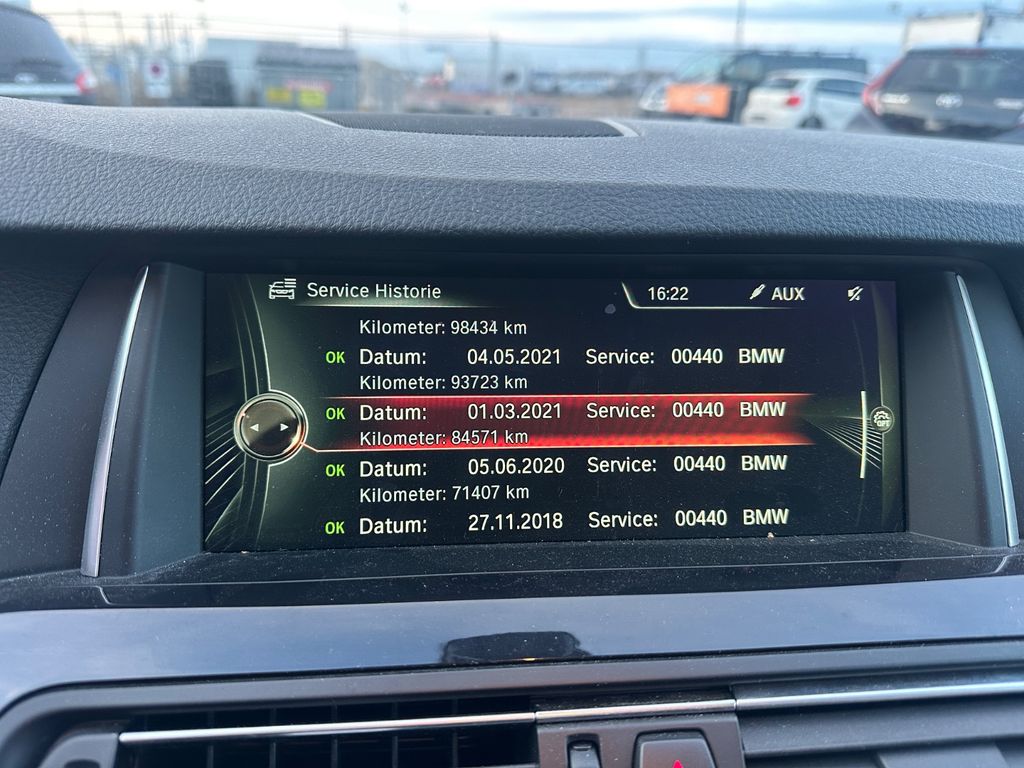 Service Historie 16:22 AUX
Kilometer: 98434 km
OK Datum: 04.05.2021 Service: 00440 BMW
Kilometer: 93723 km
OK Datum: 01.03.2021 Service: 00440 BMW
Kilometer: 84571 km
OK Datum: 05.06.2020 Service: 00440 BMW
Kilometer: 71407 km
OK Datum: 27.11.2018 Service: 00440 BMW
OPT